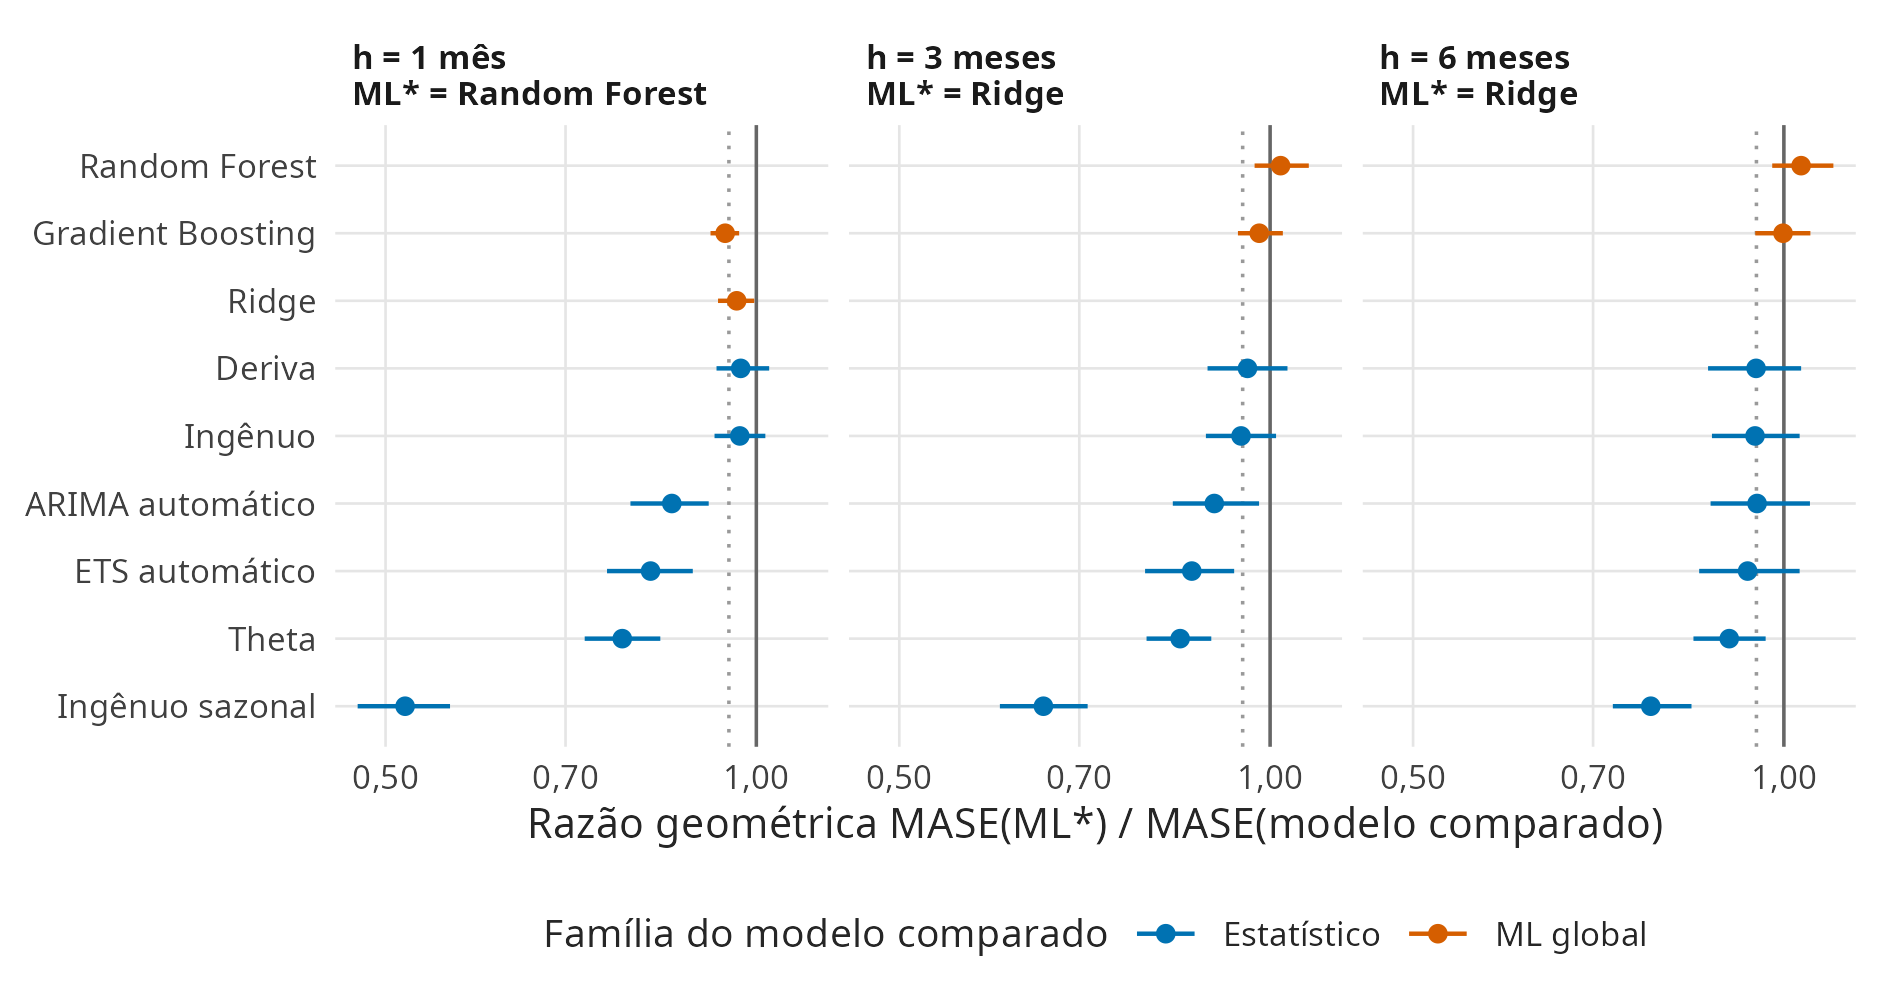 h = 1 mês
ML* = Random Forest
h = 3 meses
ML* = Ridge
h = 6 meses
ML* = Ridge
Random Forest
Gradient Boosting
Ridge
Deriva
Ingênuo
ARIMA automático
ETS automático
Theta
Ingênuo sazonal
0,50 0,70 1,00 0,50 0,70 1,00 0,50 0,70 1,00
Razão geométrica MASE(ML*) / MASE(modelo comparado)
Família do modelo comparado Estatístico ML global